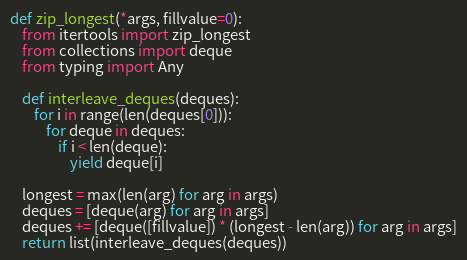 def zip_longest(*args, fillvalue=0):
    from itertools import zip_longest
    from collections import deque
    from typing import Any

    def interleave_deques(deques):
        for i in range(len(deques[0])):
            for deque in deques:
                if i < len(deque):
                    yield deque[i]

    longest = max(len(arg) for arg in args)
    deques = [deque(arg) for arg in args]
    deques += [deque([fillvalue]) * (longest - len(arg)) for arg in args]
    return list(interleave_deques(deques))